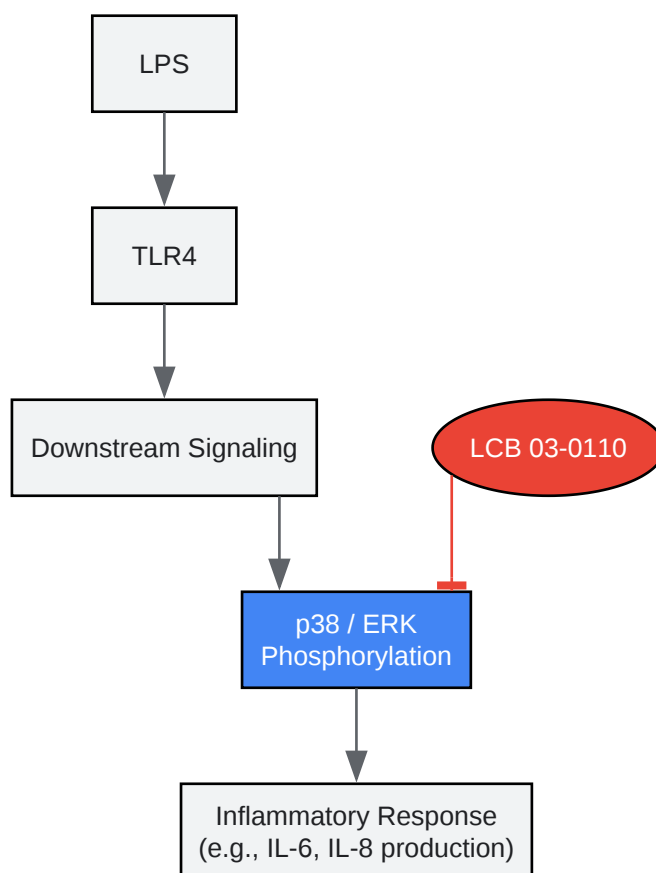 LPS
TLR4
Downstream Signaling
LCB 03-0110
p38 / ERK
Phosphorylation
Inflammatory Response
(e.g., IL-6, IL-8 production)